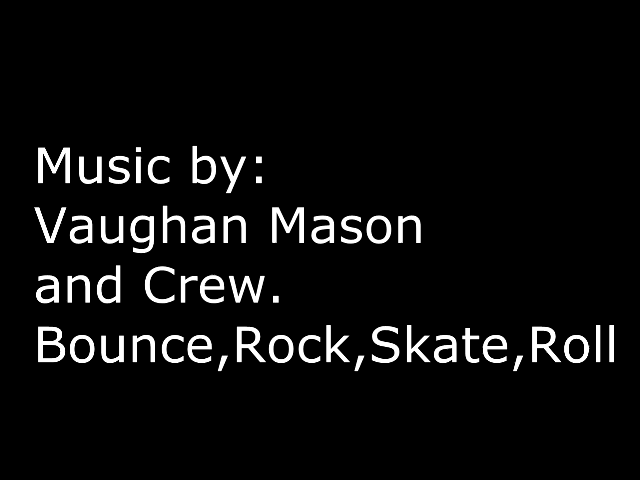 Music by:
Vaughan Mason
and Crew.
Bounce,Rock,Skate,Roll